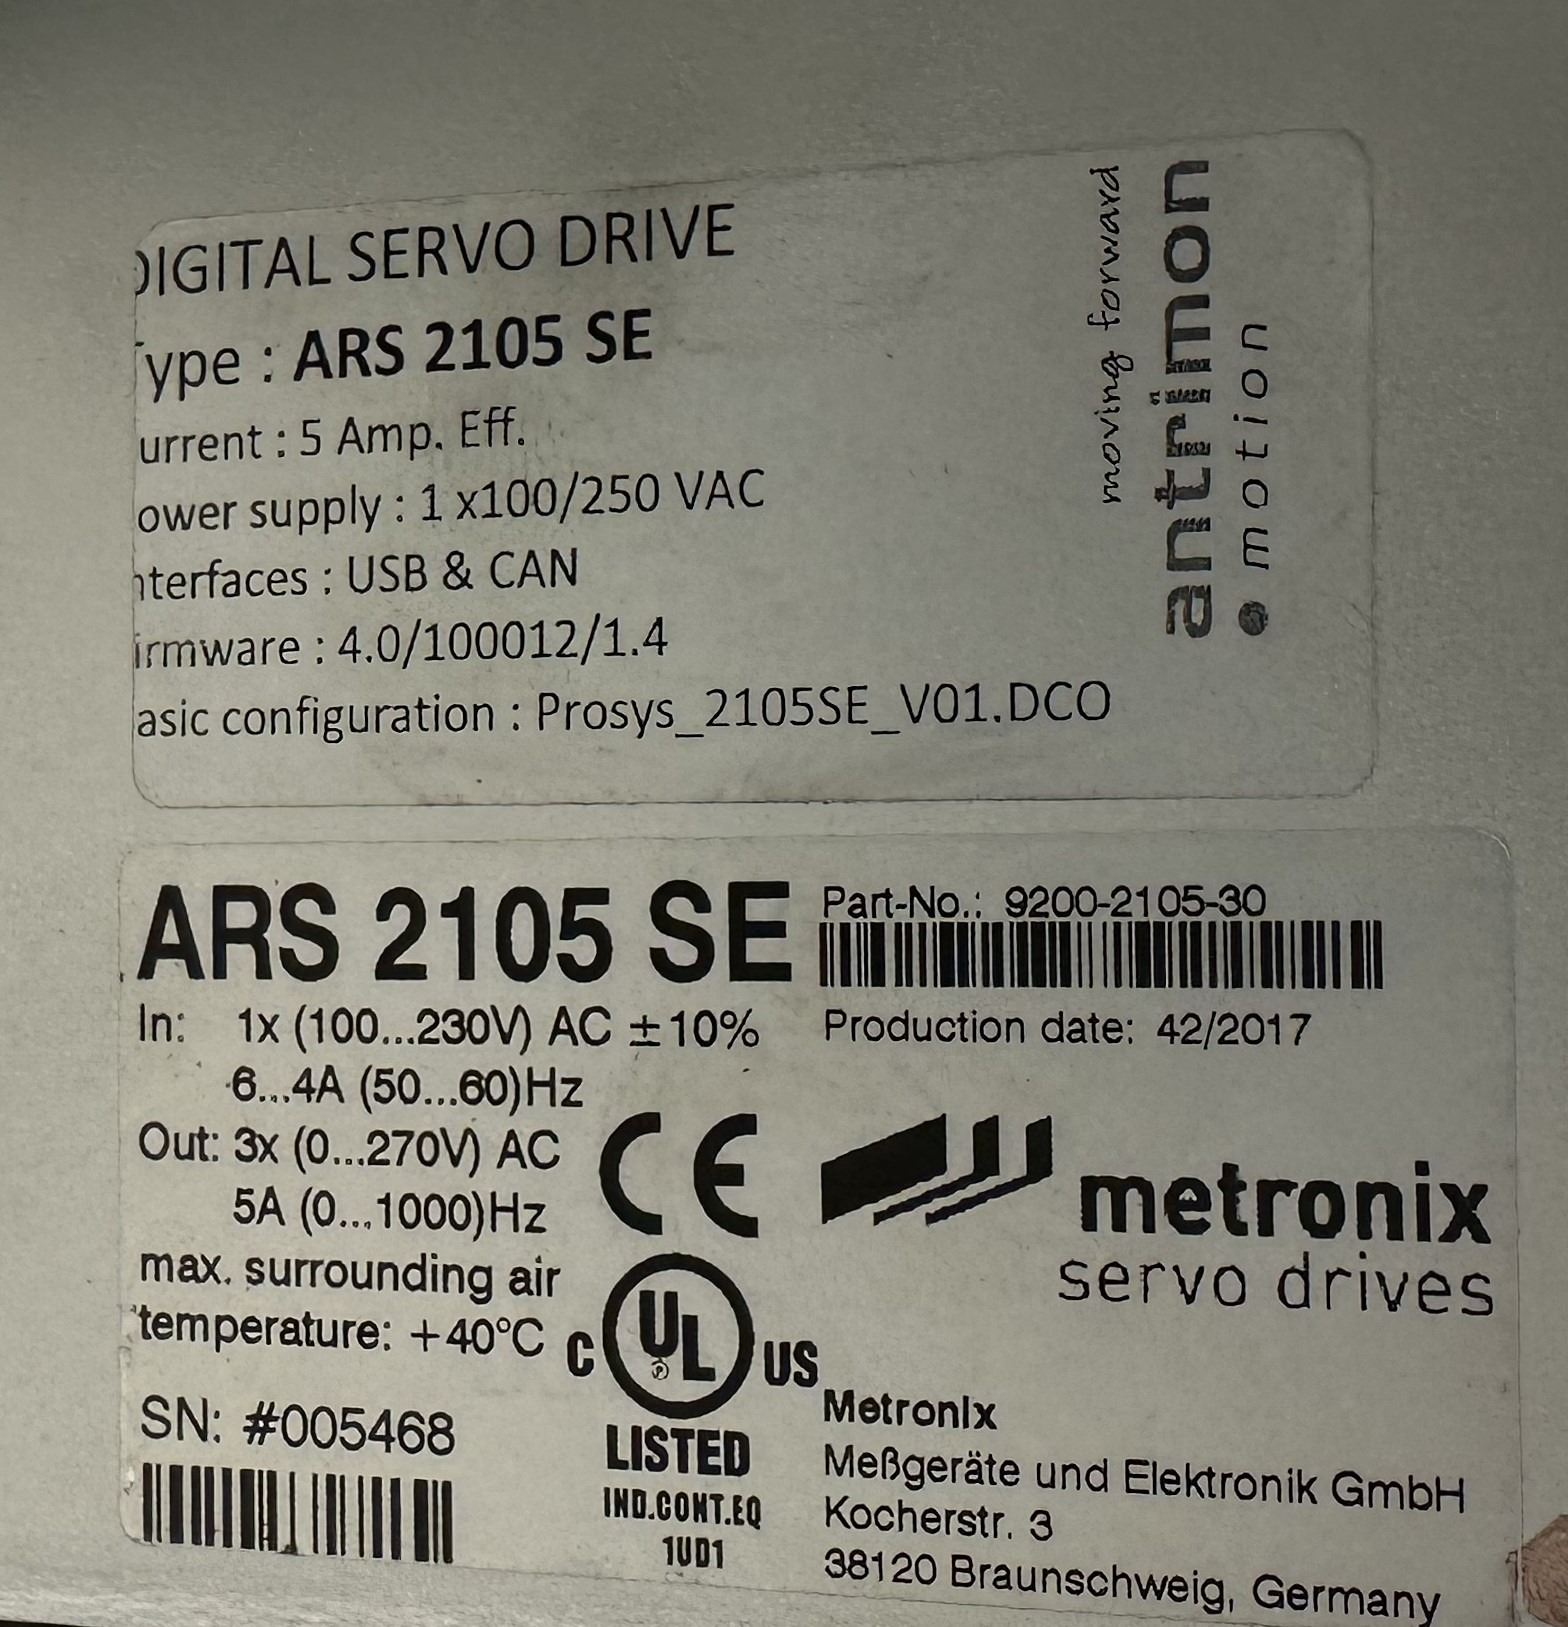 DIGITAL SERVO DRIVE
Type : ARS 2105 SE
urrent : 5 Amp. Eff.
ower supply : 1 x100/250 VAC
nterfaces : USB & CAN
irmware : 4.0/100012/1.4
asic configuration : Prosys_2105SE_V01.DCO
moving forward
antrimon
motion
ARS 2105 SE
Part-No.: 9200-2105-30
In: 1x (100...230V) AC ±10%
6...4A (50...60)Hz
Production date: 42/2017
Out: 3x (0...270V) AC
5A (0...1000)Hz
CE
metronix
servo drives
max. surrounding air
temperature: +40°C
C UL US
LISTED
IND.CONT.EQ
1UD1
SN: #005468
Metronix
Meßgeräte und Elektronik GmbH
Kocherstr. 3
38120 Braunschweig, Germany